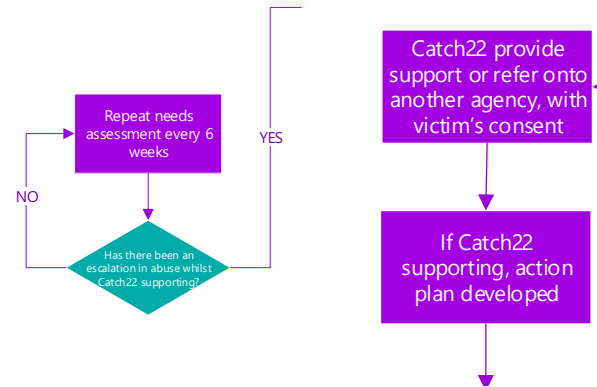 Repeat needs
assessment every 6
weeks
NO
YES
Has there been an
escalation in abuse whilst
Catch22 supporting?
Catch22 provide
support or refer onto
another agency, with
victim's consent
If Catch22
supporting, action
plan developed